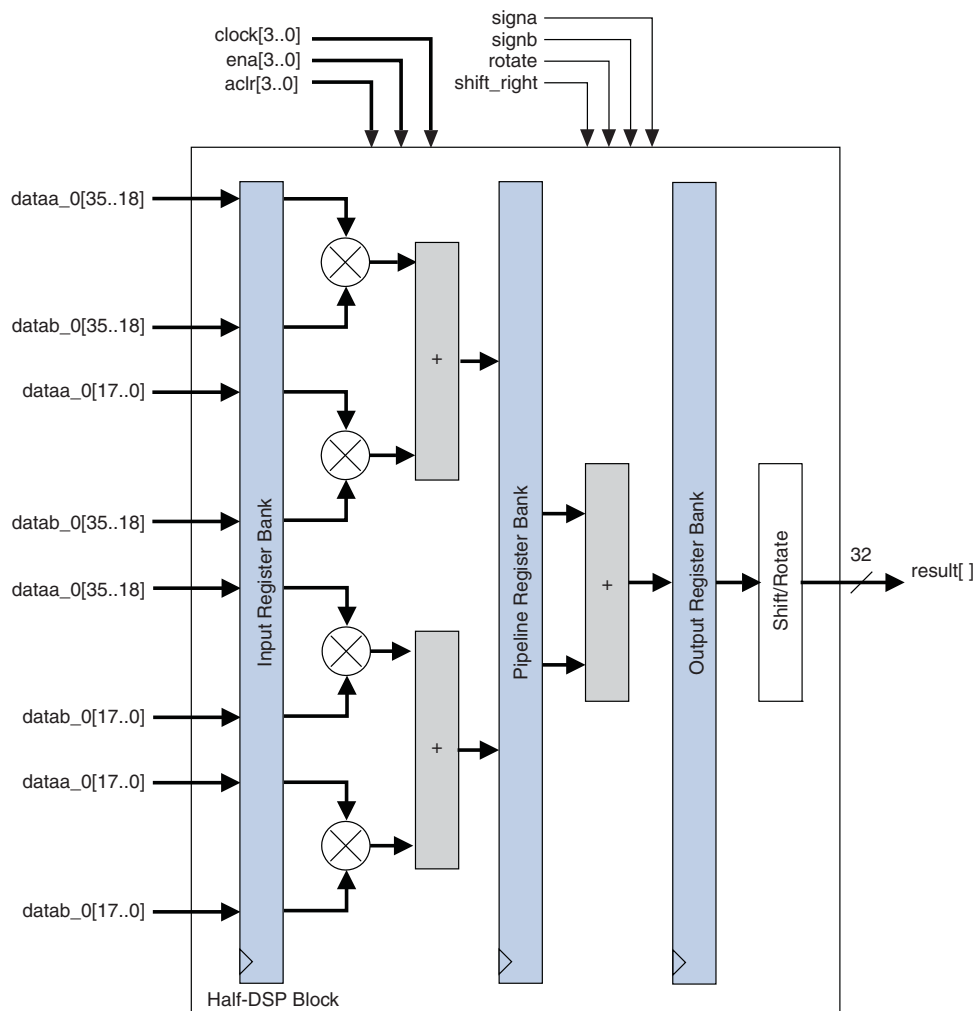 clock[3..0]
ena[3..0]
aclr[3..0]
signa
signb
rotate
shift_right
dataa_0[35..18]
datab_0[35..18]
dataa_0[17..0]
datab_0[35..18]
dataa_0[35..18]
datab_0[17..0]
dataa_0[17..0]
datab_0[17..0]
Input Register Bank
+
+
Pipeline Register Bank
+
Output Register Bank
Shift/Rotate
32
result[ ]
Half-DSP Block